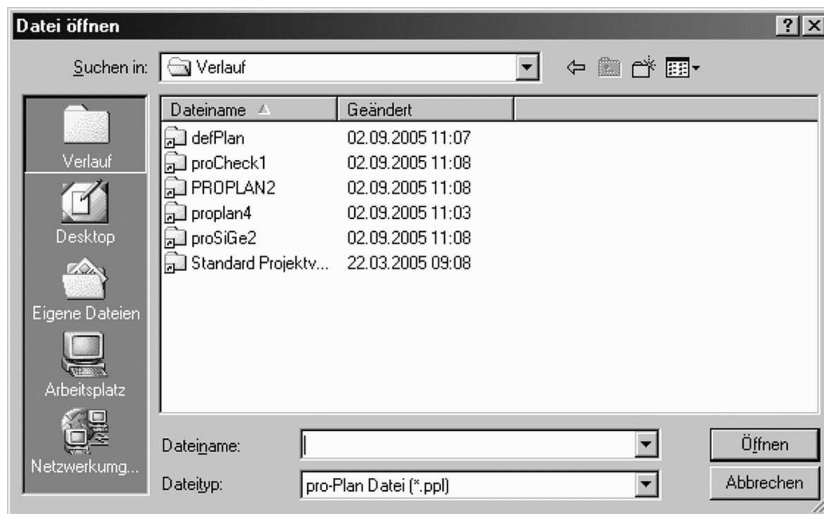 Datei öffnen
Suchen in: Verlauf
Dateiname Geändert
defPlan 02.09.2005 11:07
proCheck1 02.09.2005 11:08
PROPLAN2 02.09.2005 11:08
proplan4 02.09.2005 11:03
proSiGe2 02.09.2005 11:08
Standard Projektv... 22.03.2005 09:08
Verlauf
Desktop
Eigene Dateien
Arbeitsplatz
Netzwerkumg...
Dateiname: Öffnen
Dateityp: pro-Plan Datei (*.ppl) Abbrechen